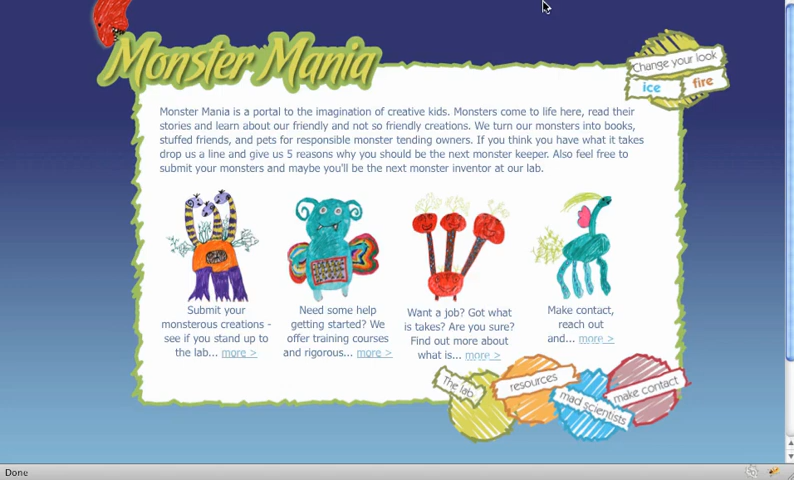 Monster Mania
Change your look
ice fire
Monster Mania is a portal to the imagination of creative kids. Monsters come to life here, read their
stories and learn about our friendly and not so friendly creations. We turn our monsters into books,
stuffed friends, and pets for responsible monster tending owners. If you think you have what it takes
drop us a line and give us 5 reasons why you should be the next monster keeper. Also feel free to
submit your monsters and maybe you'll be the next monster inventor at our lab.
Submit your
monsterous creations -
see if you stand up to
the lab... more >
Need some help
getting started? We
offer training courses
and rigorous... more >
Want a job? Got what
is takes? Are you sure?
Find out more about
what is... more >
Make contact,
reach out
and... more >
The lab
resources
mad scientists
make contact
Done